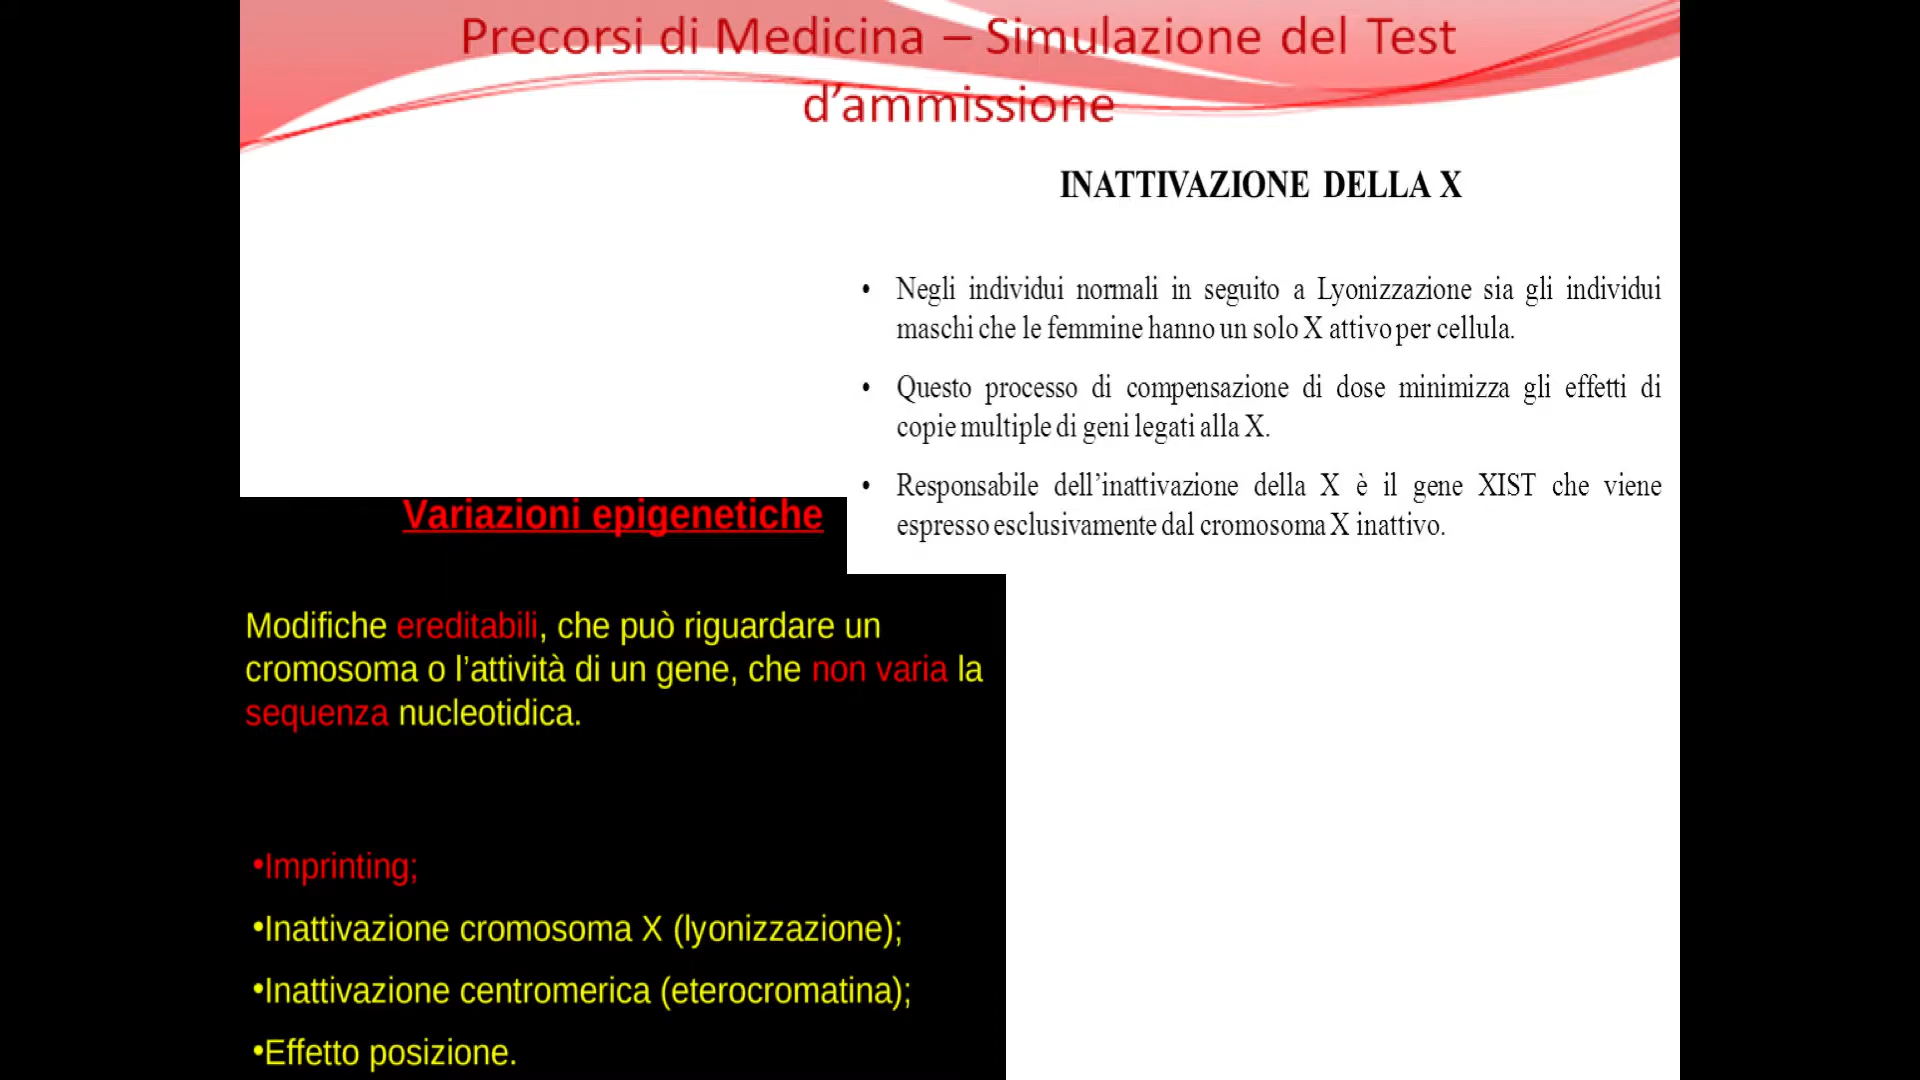 Precorsi di Medicina – Simulazione del Test
d’ammissione
INATTIVAZIONE DELLA X
• Negli individui normali in seguito a Lyonizzazione sia gli individui
maschi che le femmine hanno un solo X attivo per cellula.
• Questo processo di compensazione di dose minimizza gli effetti di
copie multiple di geni legati alla X.
• Responsabile dell’inattivazione della X è il gene XIST che viene
espresso esclusivamente dal cromosoma X inattivo.
Variazioni epigenetiche
Modifiche ereditabili, che può riguardare un
cromosoma o l’attività di un gene, che non varia la
sequenza nucleotidica.
•Imprinting;
•Inattivazione cromosoma X (lyonizzazione);
•Inattivazione centromerica (eterocromatina);
•Effetto posizione.